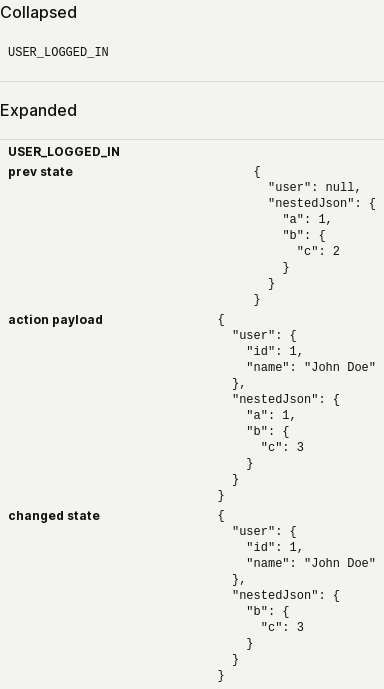 Collapsed
USER_LOGGED_IN
Expanded
USER_LOGGED_IN
prev state {
"user": null,
"nestedJson": {
"a": 1,
"b": {
"c": 2
}
}
}
action payload {
"user": {
"id": 1,
"name": "John Doe"
},
"nestedJson": {
"a": 1,
"b": {
"c": 3
}
}
}
changed state {
"user": {
"id": 1,
"name": "John Doe"
},
"nestedJson": {
"b": {
"c": 3
}
}
}